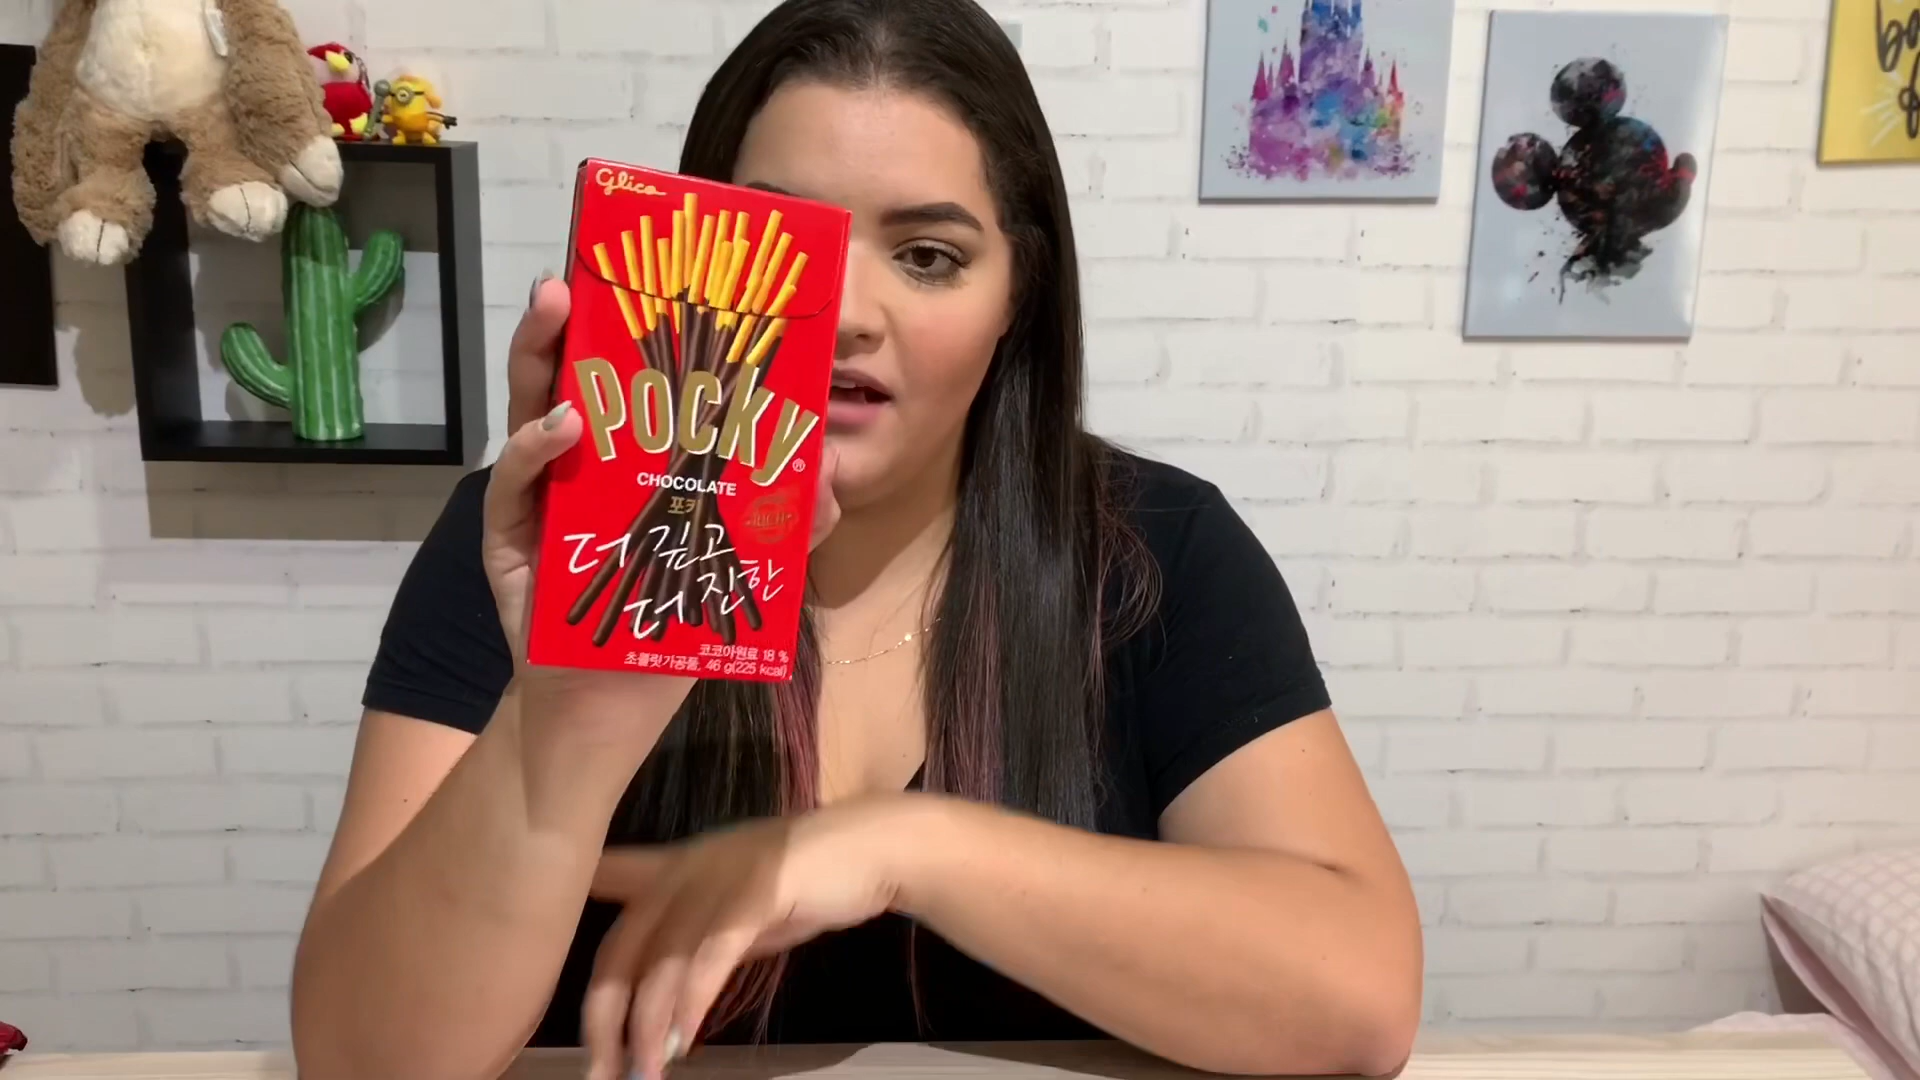 Glico
Pocky®
CHOCOLATE
포키
더 깊고
더 진한
코코아원료 18 %
초콜릿가공품, 46 g(225 kcal)